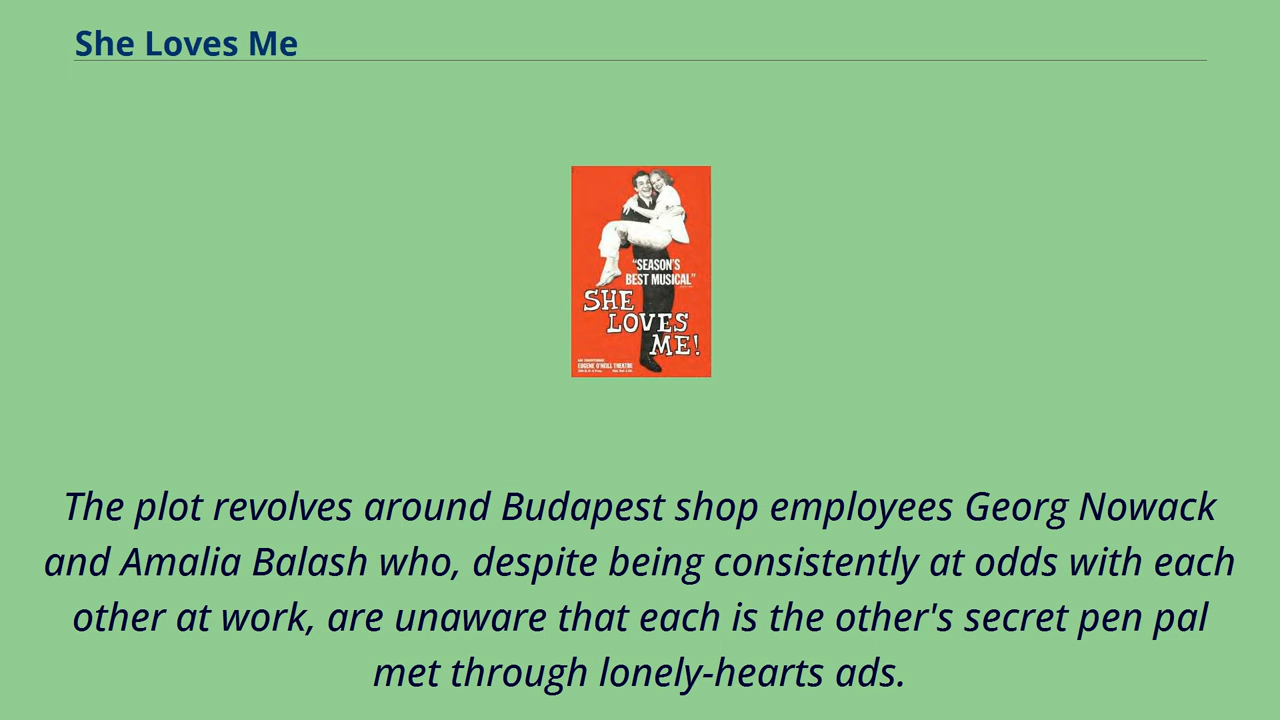 She Loves Me
"SEASON'S
BEST MUSICAL"
SHE
LOVES
ME!
EUGENE O'NEILL THEATRE
The plot revolves around Budapest shop employees Georg Nowack
and Amalia Balash who, despite being consistently at odds with each
other at work, are unaware that each is the other's secret pen pal
met through lonely-hearts ads.